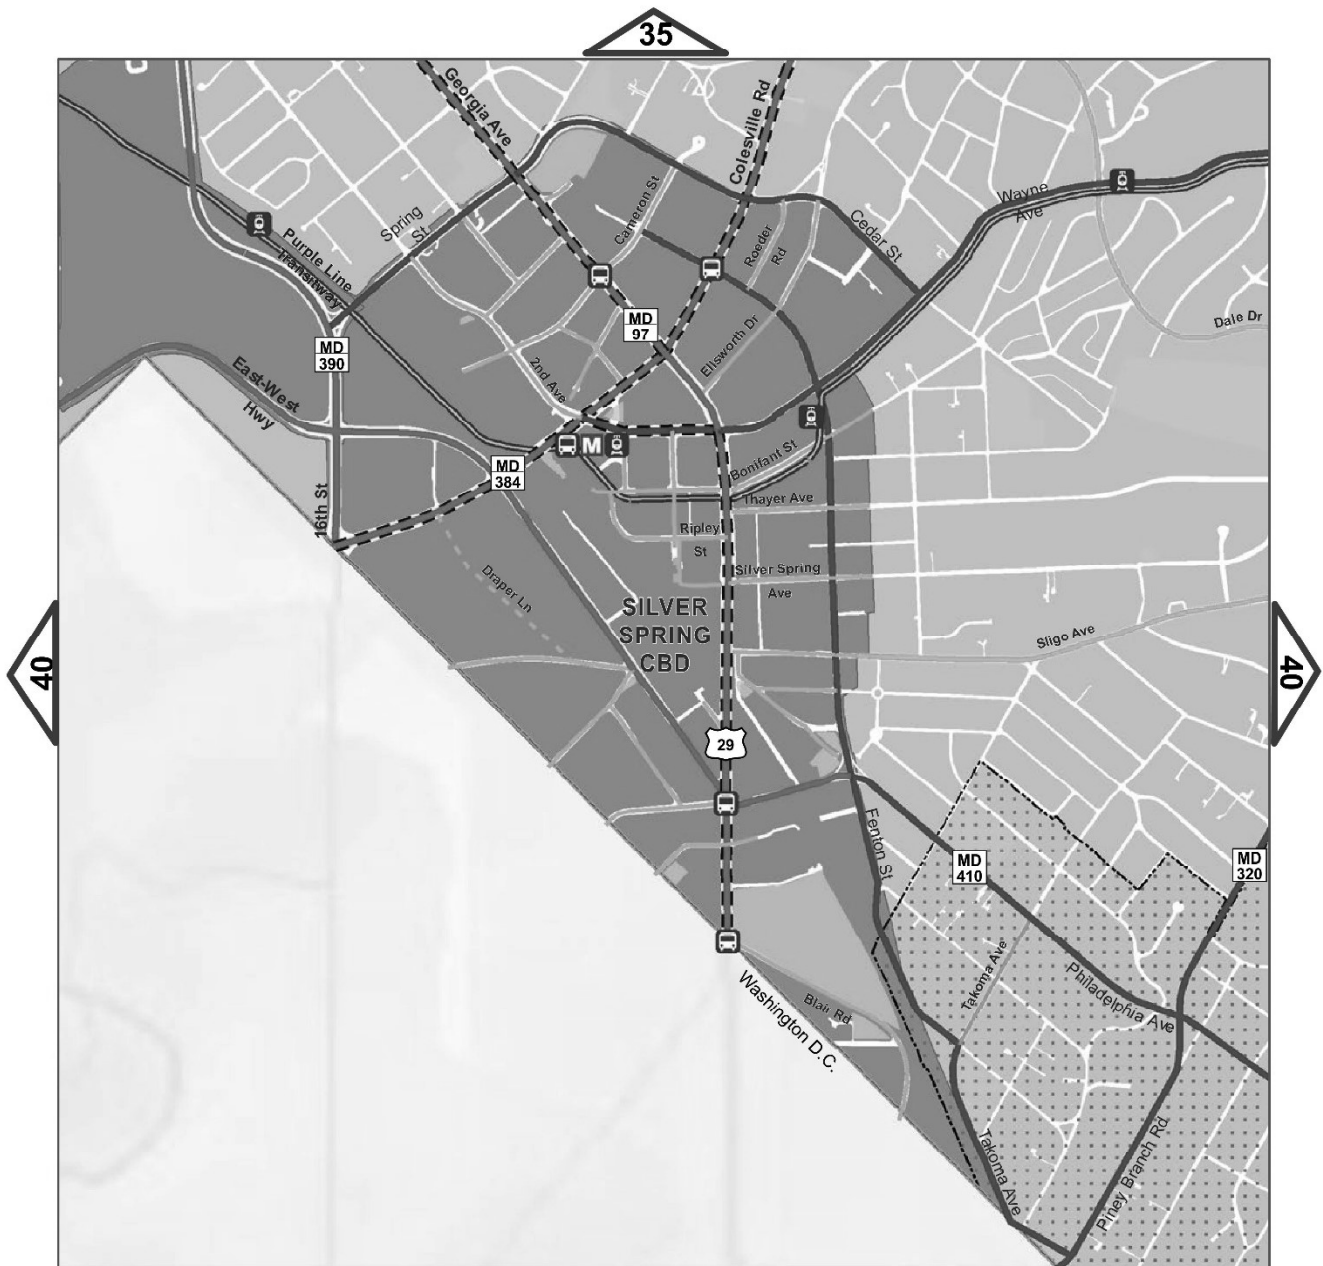 35
Georgia Ave
Colesville Rd
Wayne
Ave
Cameron St
Spring
St
Cedar St
Roeder
Rd
Purple Line
Transitway
MD
97
Dale Dr
MD
390
Ellsworth Dr
2nd Ave
East-West
Hwy
M
Bonifant St
MD
384
Thayer Ave
16th St
Ripley
St
Silver Spring
Ave
Draper Ln
SILVER
SPRING
CBD
Sligo Ave
40
40
29
Fenton St
MD
410
MD
320
Takoma Ave
Philadelphia Ave
Blair Rd
Washington D.C.
Takoma Ave
Piney Branch Rd